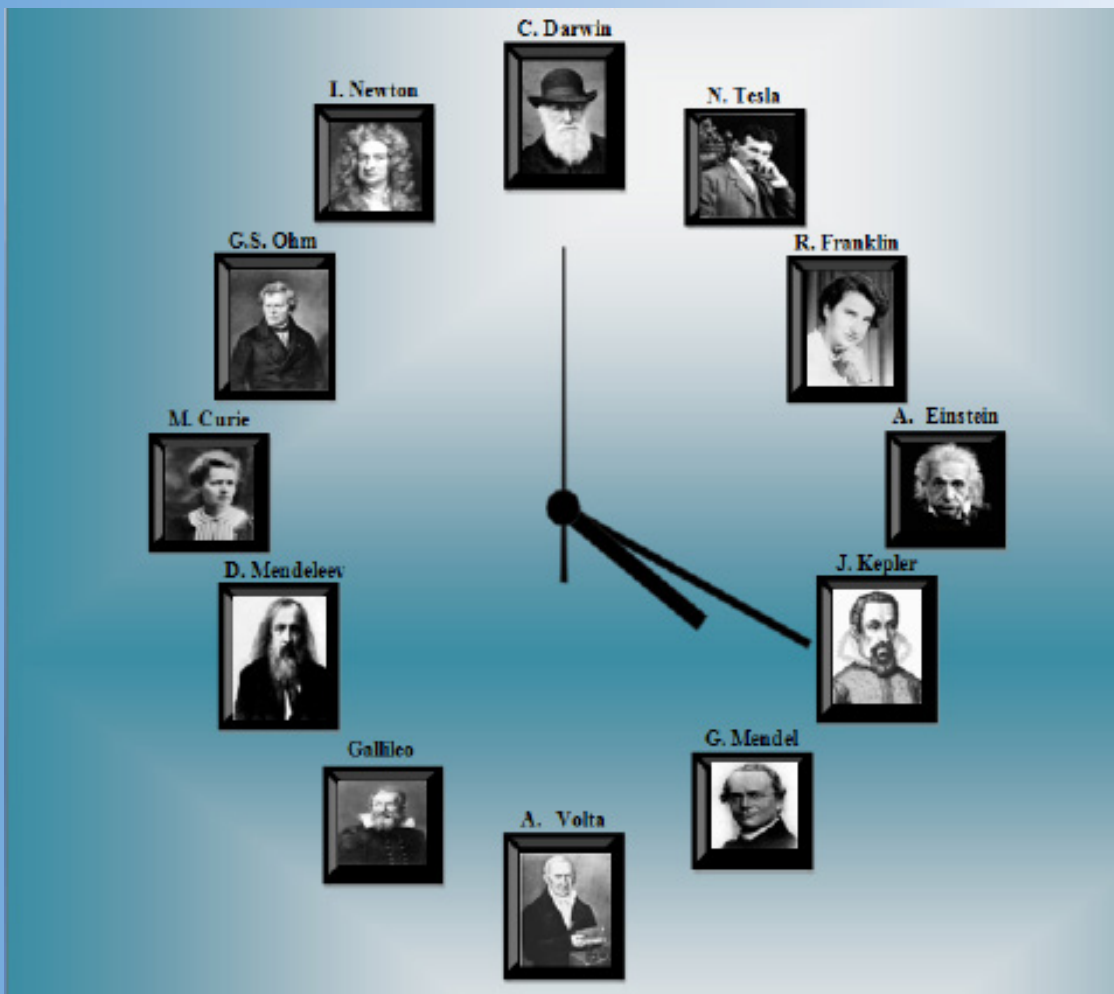 C. Darwin
I. Newton
N. Tesla
G.S. Ohm
R. Franklin
M. Curie
A. Einstein
D. Mendeleev
J. Kepler
Gallileo
G. Mendel
A. Volta